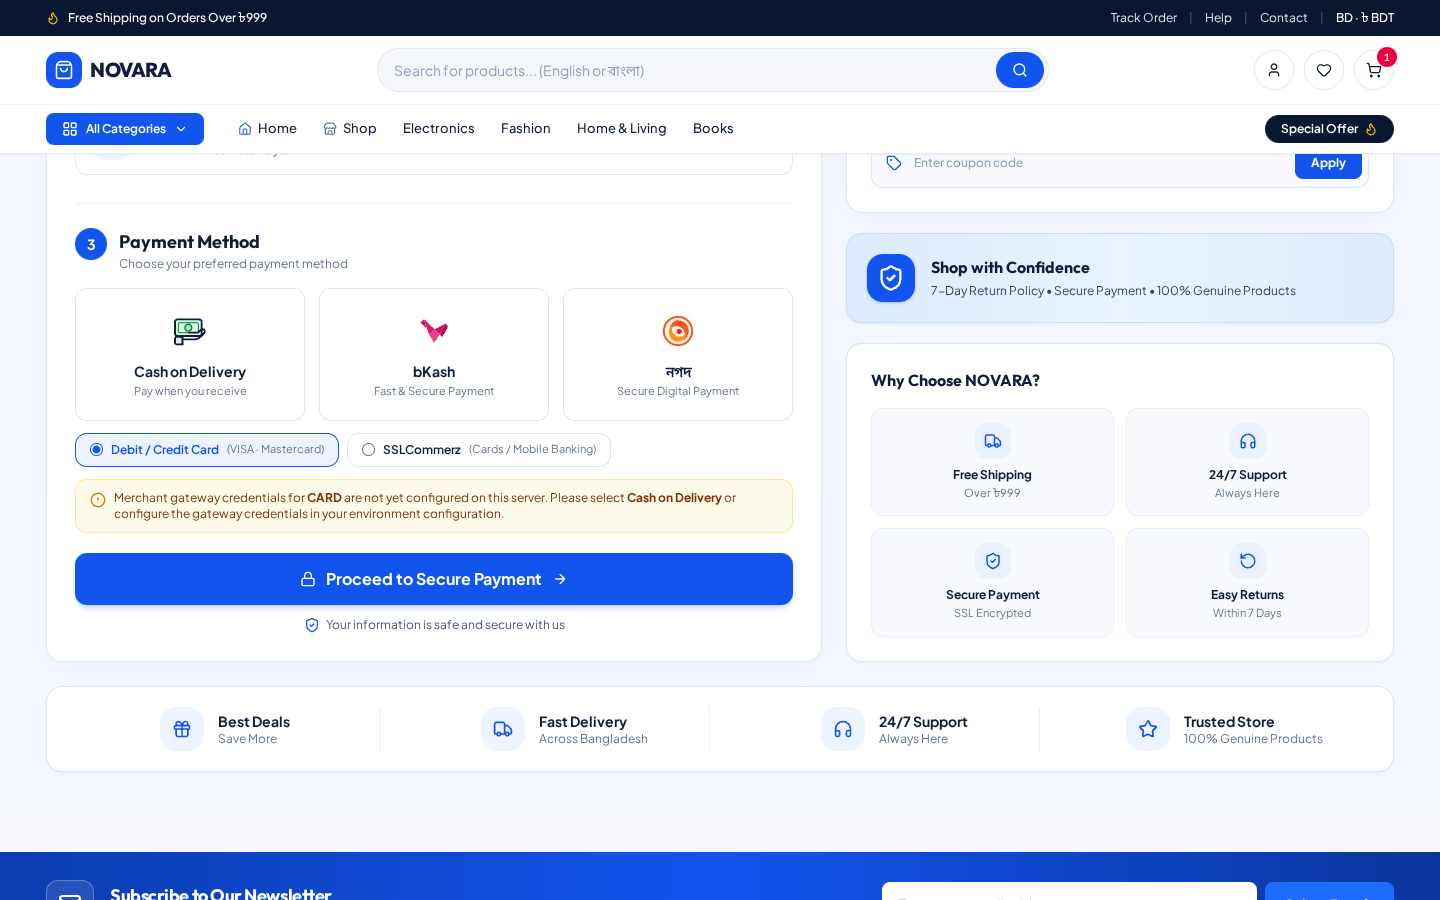 Free Shipping on Orders Over ৳999
Track Order | Help | Contact | BD · ৳ BDT
NOVARA
Search for products... (English or বাংলা)
1
All Categories
Home
Shop
Electronics
Fashion
Home & Living
Books
Special Offer
Enter coupon code
Apply
3
Payment Method
Choose your preferred payment method
Cash on Delivery
Pay when you receive
bKash
Fast & Secure Payment
নগদ
Secure Digital Payment
Debit / Credit Card (VISA · Mastercard)
SSLCommerz (Cards / Mobile Banking)
Merchant gateway credentials for CARD are not yet configured on this server. Please select Cash on Delivery or
configure the gateway credentials in your environment configuration.
Proceed to Secure Payment
Your information is safe and secure with us
Shop with Confidence
7-Day Return Policy • Secure Payment • 100% Genuine Products
Why Choose NOVARA?
Free Shipping
Over ৳999
24/7 Support
Always Here
Secure Payment
SSL Encrypted
Easy Returns
Within 7 Days
Best Deals
Save More
Fast Delivery
Across Bangladesh
24/7 Support
Always Here
Trusted Store
100% Genuine Products
Subscribe to Our Newsletter